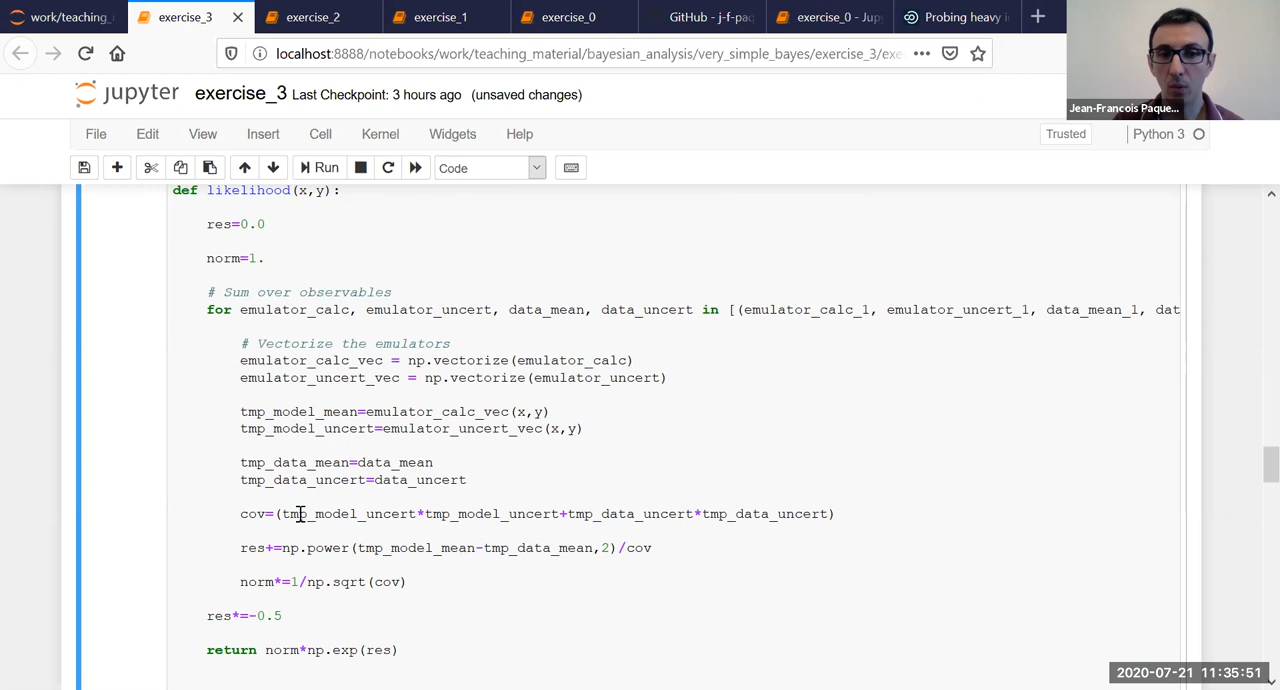 work/teaching_
exercise_3
exercise_2
exercise_1
exercise_0
GitHub - j-f-paq
exercise_0 - Jup
Probing heavy i
localhost:8888/notebooks/work/teaching_material/bayesian_analysis/very_simple_bayes/exercise_3/exe
jupyter exercise_3 Last Checkpoint: 3 hours ago (unsaved changes)
Jean-Francois Paque...
File Edit View Insert Cell Kernel Widgets Help
Trusted Python 3
Run Code
def likelihood(x,y):
res=0.0
norm=1.
# Sum over observables
for emulator_calc, emulator_uncert, data_mean, data_uncert in [(emulator_calc_1, emulator_uncert_1, data_mean_1, dat
# Vectorize the emulators
emulator_calc_vec = np.vectorize(emulator_calc)
emulator_uncert_vec = np.vectorize(emulator_uncert)
tmp_model_mean=emulator_calc_vec(x,y)
tmp_model_uncert=emulator_uncert_vec(x,y)
tmp_data_mean=data_mean
tmp_data_uncert=data_uncert
cov=(tmp_model_uncert*tmp_model_uncert+tmp_data_uncert*tmp_data_uncert)
res+=np.power(tmp_model_mean-tmp_data_mean,2)/cov
norm*=1/np.sqrt(cov)
res*=-0.5
return norm*np.exp(res)
2020-07-21 11:35:51